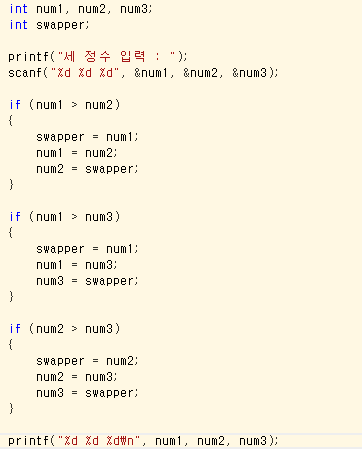 int num1, num2, num3;
int swapper;
printf("세 정수 입력 : ");
scanf("%d %d %d", &num1, &num2, &num3);
if (num1 > num2)
{
swapper = num1;
num1 = num2;
num2 = swapper;
}
if (num1 > num3)
{
swapper = num1;
num1 = num3;
num3 = swapper;
}
if (num2 > num3)
{
swapper = num2;
num2 = num3;
num3 = swapper;
}
printf("%d %d %d₩n", num1, num2, num3);